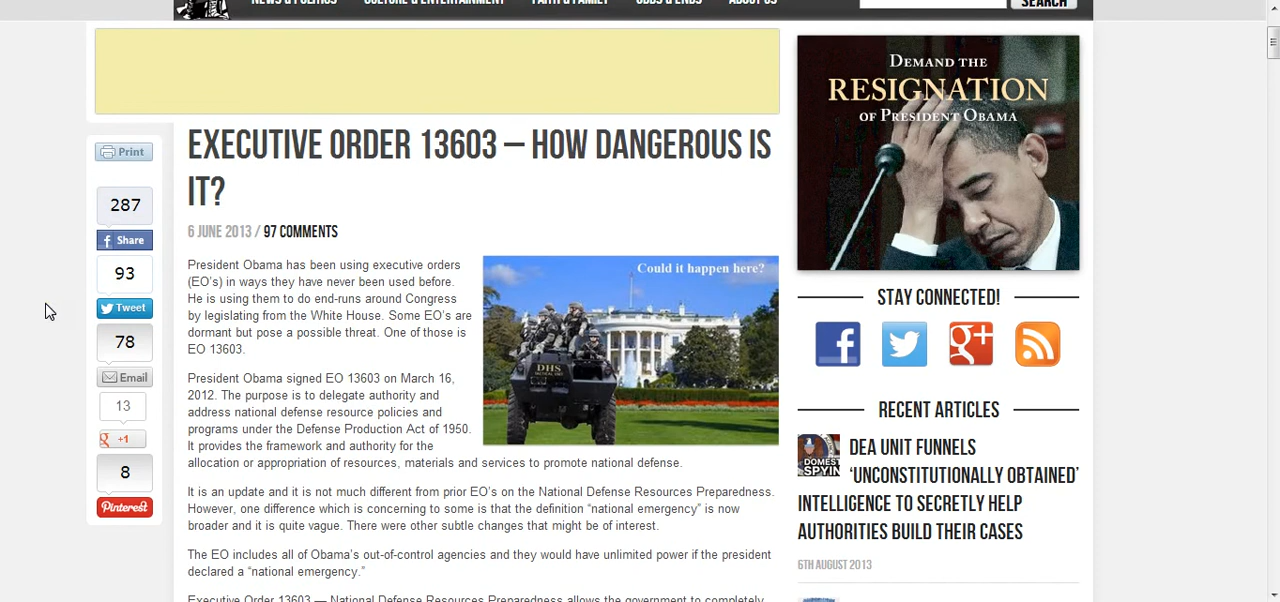 NEWS & POLITICS CULTURE & ENTERTAINMENT FAITH & FAMILY ODDS & ENDS ABOUT US
SEARCH
EXECUTIVE ORDER 13603 – HOW DANGEROUS IS
IT?
6 JUNE 2013 / 97 COMMENTS
Print
287
Share
93
Tweet
78
Email
13
+1
8
Pinterest
President Obama has been using executive orders
(EO's) in ways they have never been used before.
He is using them to do end-runs around Congress
by legislating from the White House. Some EO's are
dormant but pose a possible threat. One of those is
EO 13603.
Could it happen here?
DHS
President Obama signed EO 13603 on March 16,
2012. The purpose is to delegate authority and
address national defense resource policies and
programs under the Defense Production Act of 1950.
It provides the framework and authority for the
allocation or appropriation of resources, materials and services to promote national defense.
It is an update and it is not much different from prior EO's on the National Defense Resources Preparedness.
However, one difference which is concerning to some is that the definition “national emergency” is now
broader and it is quite vague. There were other subtle changes that might be of interest.
The EO includes all of Obama's out-of-control agencies and they would have unlimited power if the president
declared a “national emergency.”
Executive Order 13603 — National Defense Resources Preparedness allows the government to completely
DEMAND THE
RESIGNATION
OF PRESIDENT OBAMA
STAY CONNECTED!
RECENT ARTICLES
DOMEST
SPYIN
DEA UNIT FUNNELS
‘UNCONSTITUTIONALLY OBTAINED’
INTELLIGENCE TO SECRETLY HELP
AUTHORITIES BUILD THEIR CASES
6TH AUGUST 2013